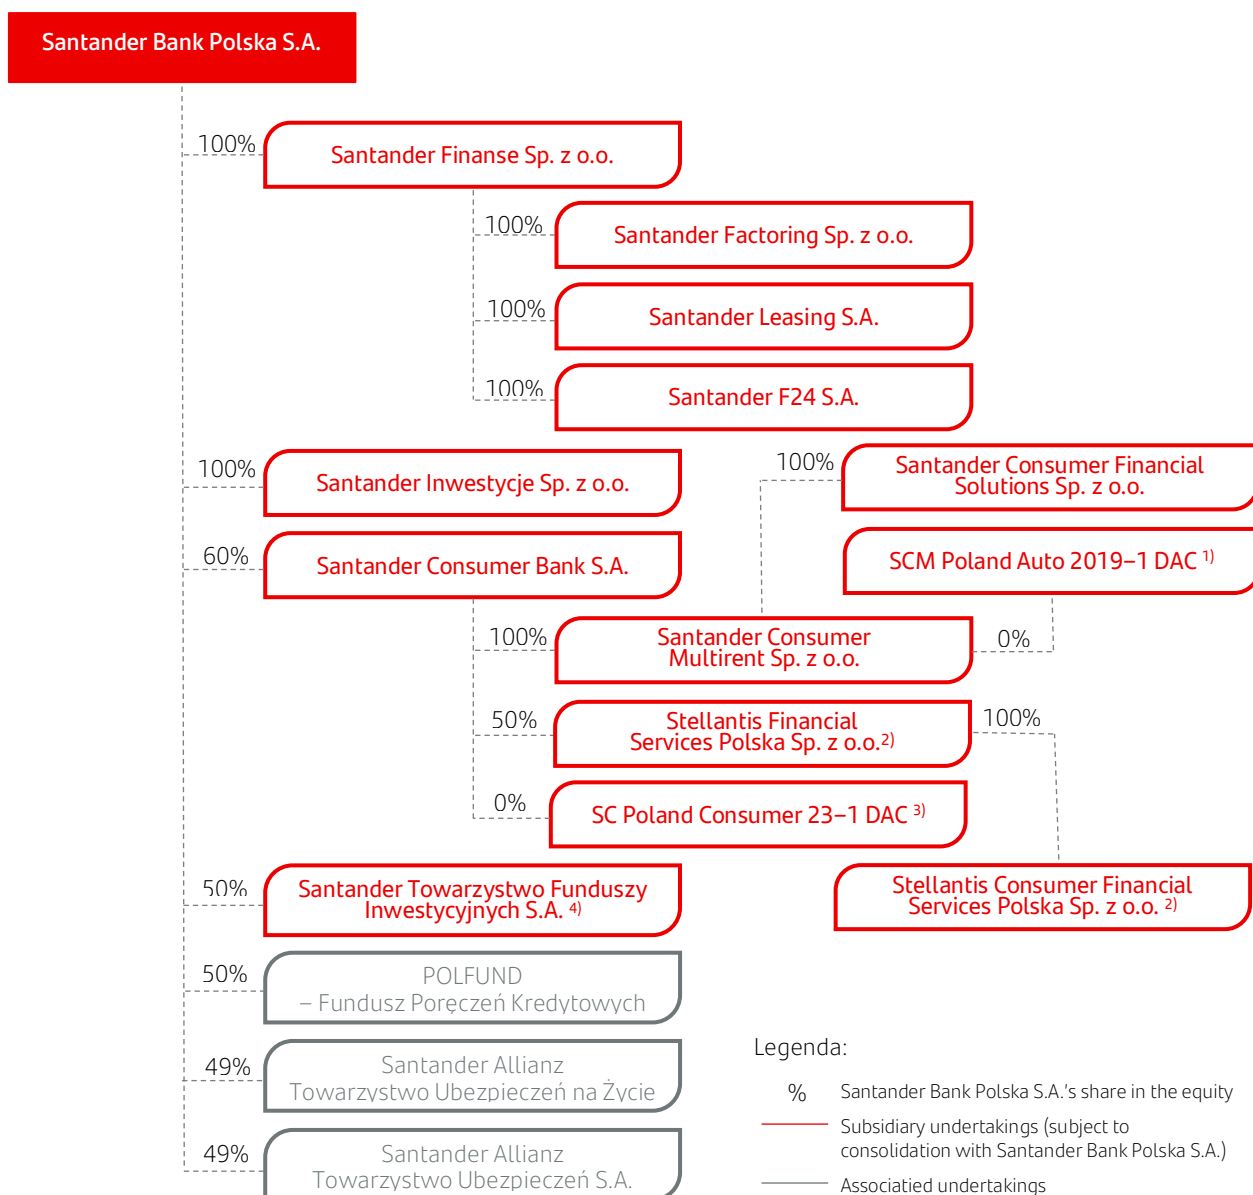 Santander Bank Polska S.A.
100%
Santander Finanse Sp. z o.o.
100%
Santander Factoring Sp. z o.o.
100%
Santander Leasing S.A.
100%
Santander F24 S.A.
100%
Santander Inwestycje Sp. z o.o.
100%
Santander Consumer Financial
Solutions Sp. z o.o.
60%
Santander Consumer Bank S.A.
SCM Poland Auto 2019–1 DAC 1)
100%
Santander Consumer
Multirent Sp. z o.o.
0%
50%
Stellantis Financial
Services Polska Sp. z o.o.2)
100%
0%
SC Poland Consumer 23–1 DAC 3)
50%
Santander Towarzystwo Funduszy
Inwestycyjnych S.A. 4)
Stellantis Consumer Financial
Services Polska Sp. z o.o. 2)
50%
POLFUND
– Fundusz Poręczeń Kredytowych
49%
Santander Allianz
Towarzystwo Ubezpieczeń na Życie
49%
Santander Allianz
Towarzystwo Ubezpieczeń S.A.
Legenda:
% Santander Bank Polska S.A.'s share in the equity
Subsidiary undertakings (subject to
consolidation with Santander Bank Polska S.A.)
Associatied undertakings